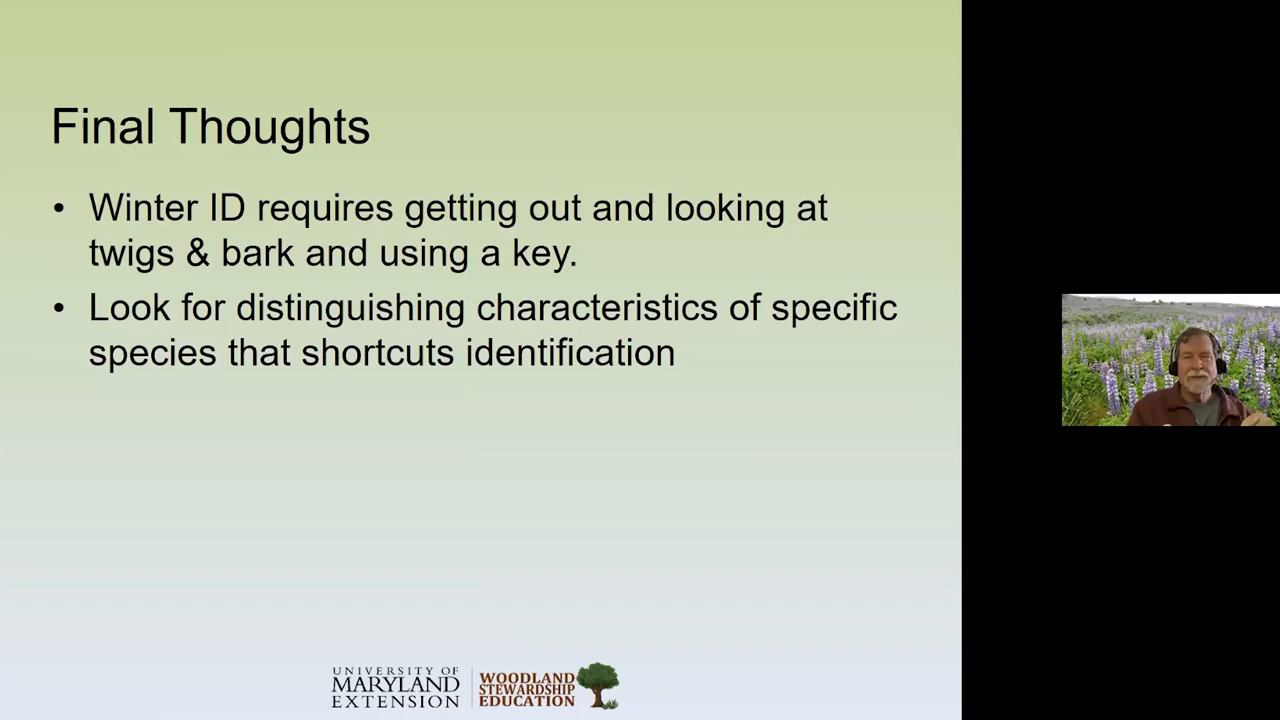 Final Thoughts
• Winter ID requires getting out and looking at
twigs & bark and using a key.
• Look for distinguishing characteristics of specific
species that shortcuts identification
UNIVERSITY OF
MARYLAND
EXTENSION
WOODLAND
STEWARDSHIP
EDUCATION